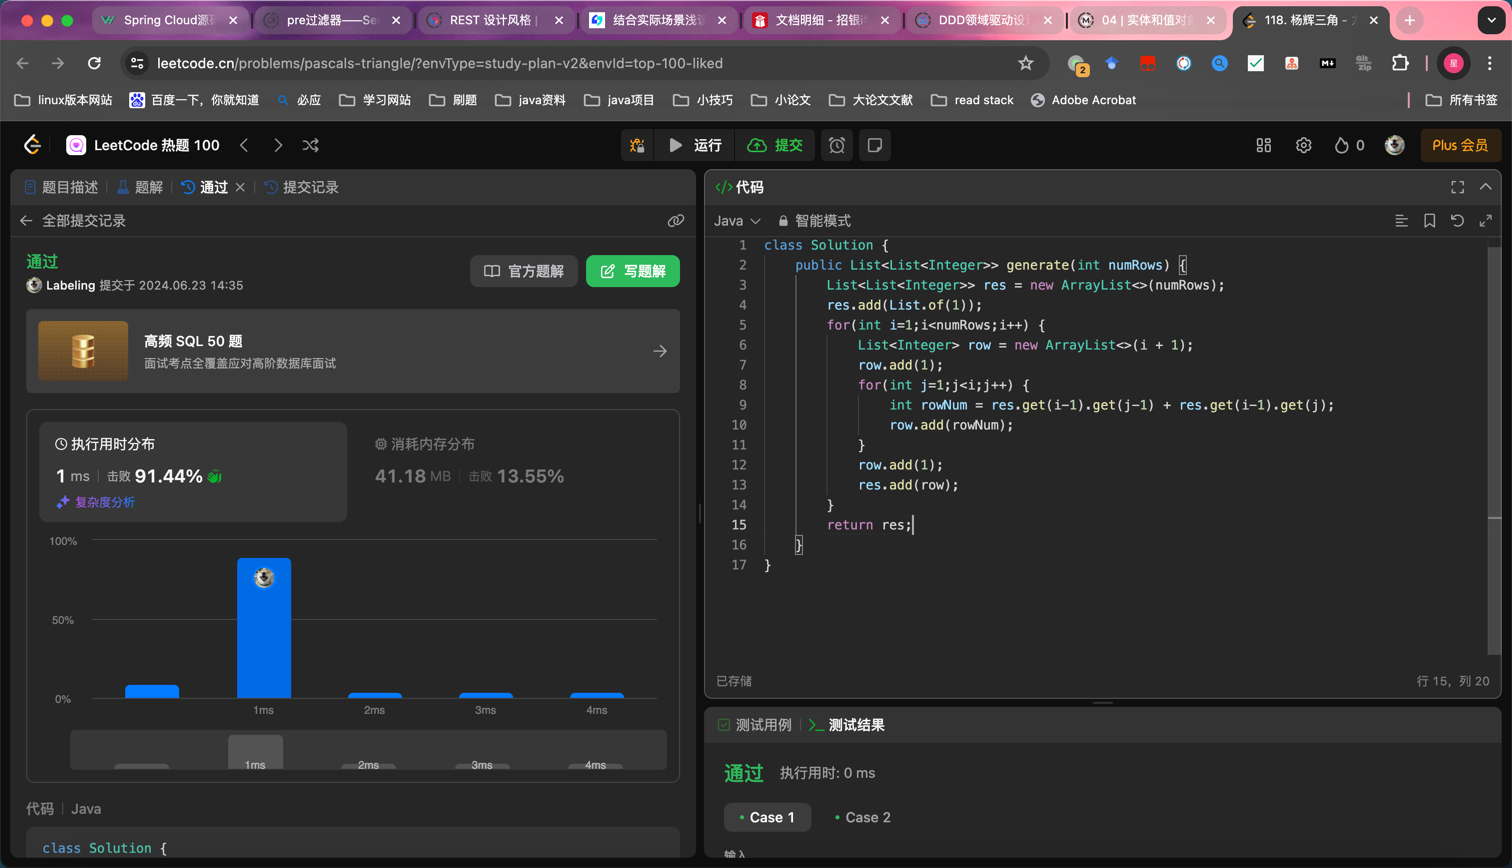 Spring Cloud源
pre过滤器——Se
REST 设计风格 |
结合实际场景浅
文档明细 - 招银
DDD领域驱动设
04 | 实体和值对
118. 杨辉三角 -
leetcode.cn/problems/pascals-triangle/?envType=study-plan-v2&envId=top-100-liked
2
Git
Zip
星
linux版本网站
百度一下，你就知道
必应
学习网站
刷题
java资料
java项目
小技巧
小论文
大论文文献
read stack
Adobe Acrobat
所有书签
LeetCode 热题 100
运行
提交
0
Plus 会员
题目描述
题解
通过
提交记录
全部提交记录
通过
Labeling 提交于 2024.06.23 14:35
官方题解
写题解
高频 SQL 50 题
面试考点全覆盖应对高阶数据库面试
执行用时分布
1 ms | 击败 91.44%
复杂度分析
消耗内存分布
41.18 MB | 击败 13.55%
100%
50%
0%
1ms
2ms
3ms
4ms
1ms
2ms
3ms
4ms
代码 | Java
class Solution {
</> 代码
Java
智能模式
1 class Solution {
2     public List<List<Integer>> generate(int numRows) {
3         List<List<Integer>> res = new ArrayList<>(numRows);
4         res.add(List.of(1));
5         for(int i=1;i<numRows;i++) {
6             List<Integer> row = new ArrayList<>(i + 1);
7             row.add(1);
8             for(int j=1;j<i;j++) {
9                 int rowNum = res.get(i-1).get(j-1) + res.get(i-1).get(j);
10                 row.add(rowNum);
11             }
12             row.add(1);
13             res.add(row);
14         }
15         return res;
16     }
17 }
已存储
行 15，列 20
测试用例
测试结果
通过
执行用时: 0 ms
Case 1
Case 2
输入